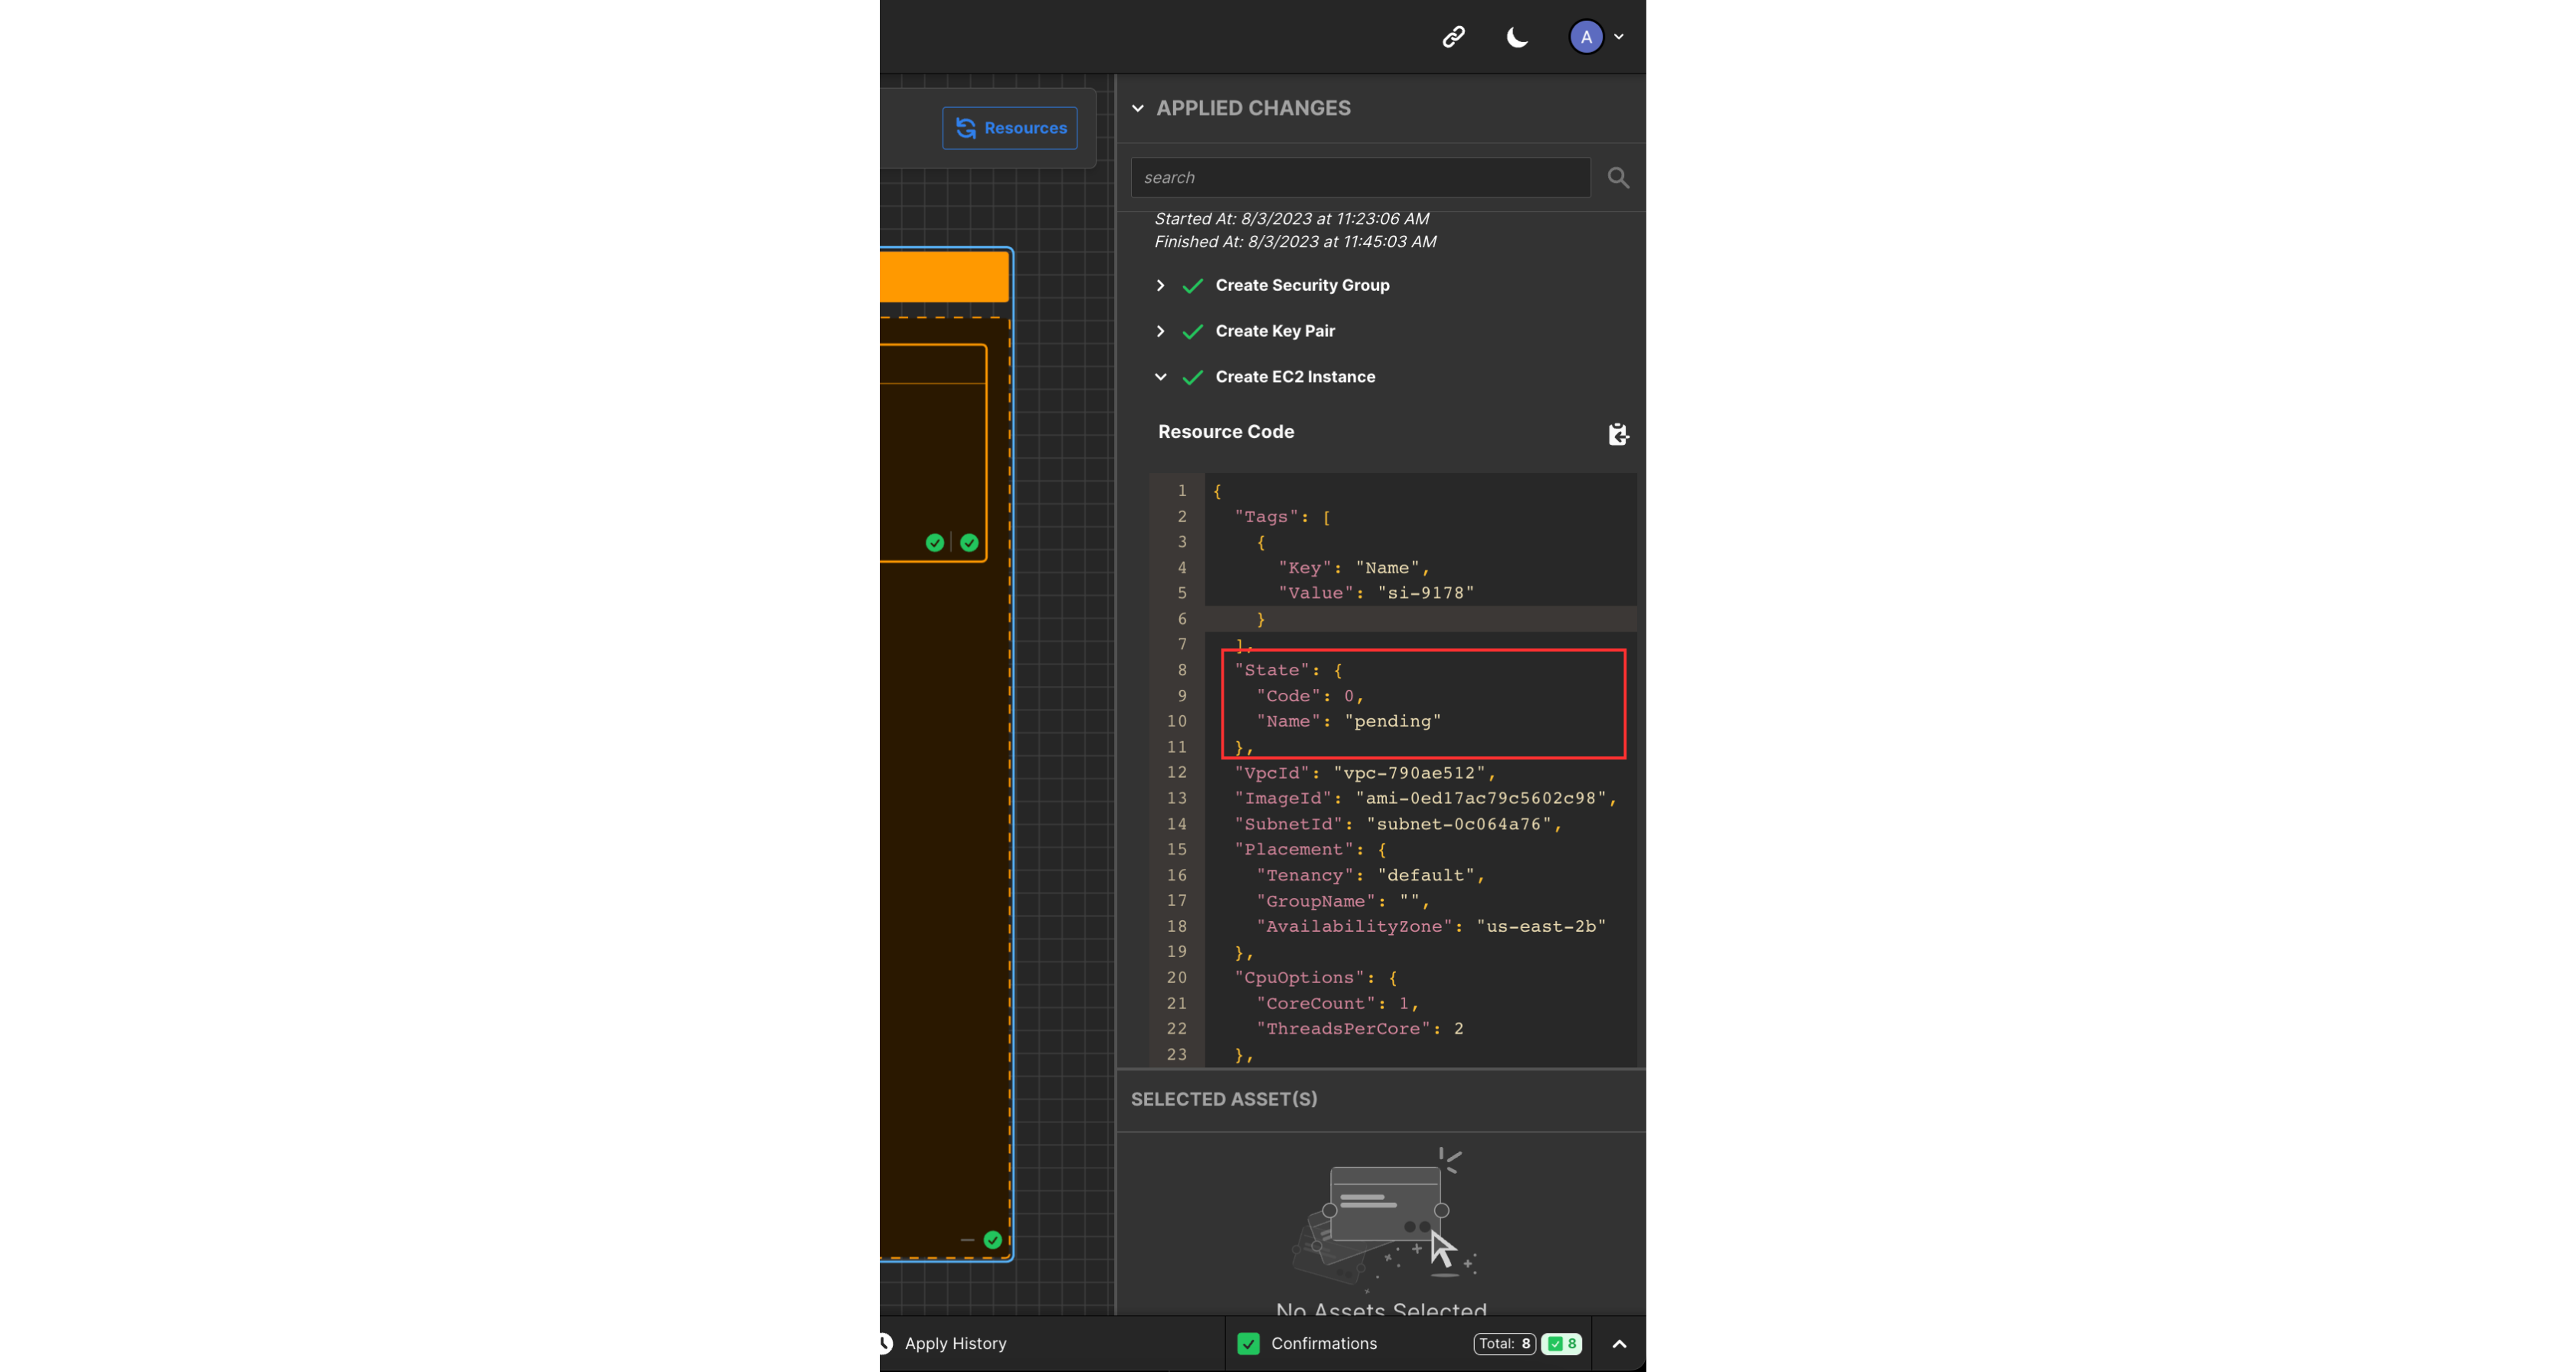 A
Resources
APPLIED CHANGES
search
Started At: 8/3/2023 at 11:23:06 AM
Finished At: 8/3/2023 at 11:45:03 AM
Create Security Group
Create Key Pair
Create EC2 Instance
Resource Code
1 {
2 "Tags": [
3 {
4 "Key": "Name",
5 "Value": "si-9178"
6 }
7 ],
8 "State": {
9 "Code": 0,
10 "Name": "pending"
11 },
12 "VpcId": "vpc-790ae512",
13 "ImageId": "ami-0ed17ac79c5602c98",
14 "SubnetId": "subnet-0c064a76",
15 "Placement": {
16 "Tenancy": "default",
17 "GroupName": "",
18 "AvailabilityZone": "us-east-2b"
19 },
20 "CpuOptions": {
21 "CoreCount": 1,
22 "ThreadsPerCore": 2
23 },
SELECTED ASSET(S)
No Assets Selected
Apply History
Confirmations
Total: 8
8